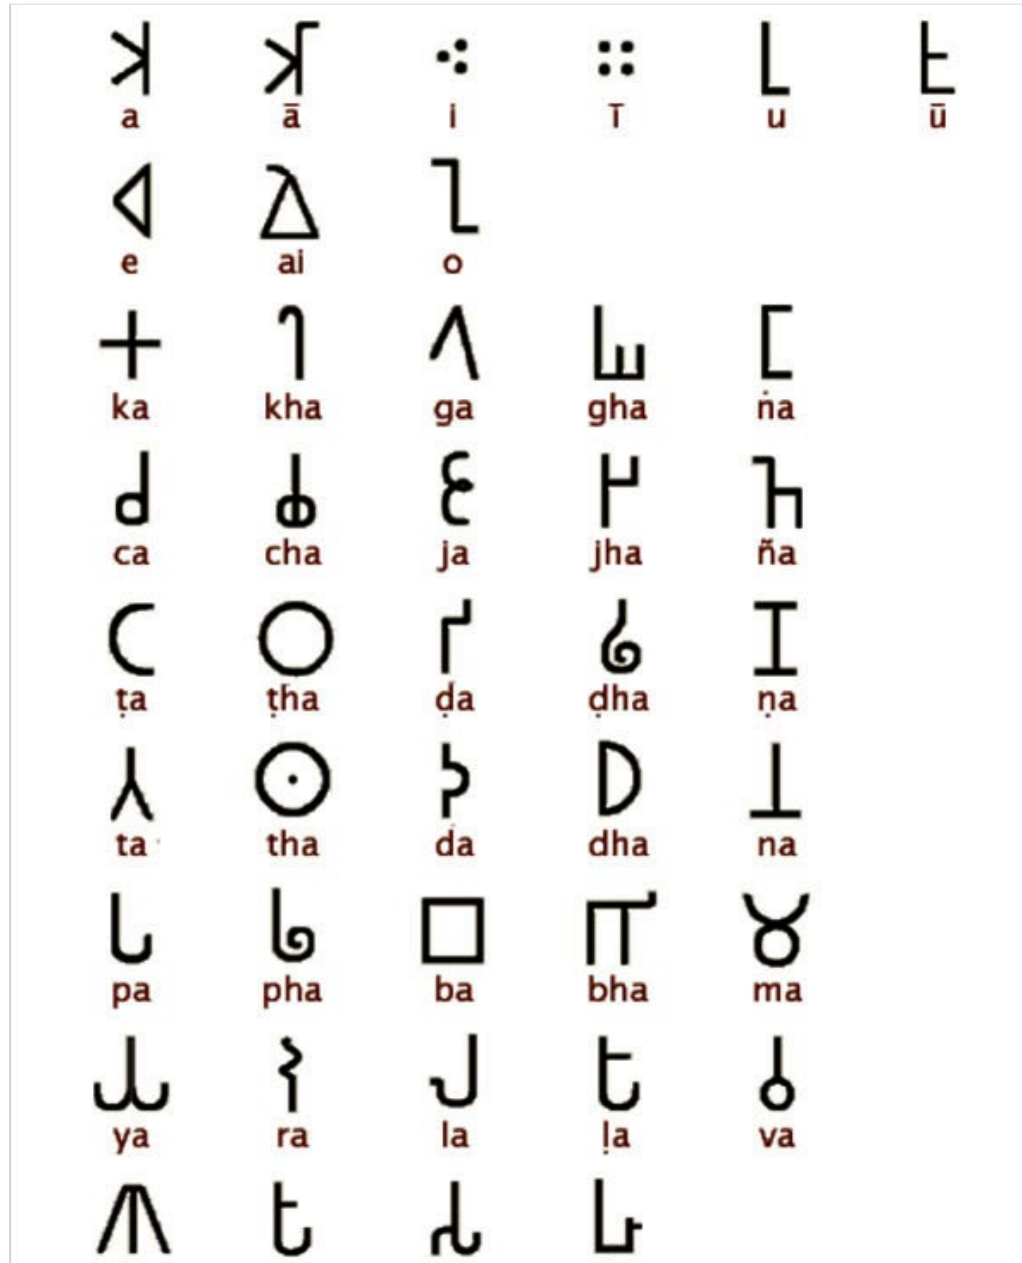 𑀅 𑀆 𑀇 𑀈 𑀉 𑀊
a ā i ī u ū
𑀏 𑀐 𑀑
e ai o
𑀓 𑀔 𑀕 𑀖 𑀗
ka kha ga gha ṅa
𑀘 𑀙 𑀚 𑀛 𑀜
ca cha ja jha ña
𑀝 𑀞 𑀟 𑀠 𑀡
ṭa ṭha ḍa ḍha ṇa
𑀢 𑀣 𑀤 𑀥 𑀦
ta tha da dha na
𑀧 𑀨 𑀩 𑀪 𑀫
pa pha ba bha ma
𑀬 𑀭 𑀮 𑀴 𑀯
ya ra la ḷa va
𑀰 𑀱 𑀲 𑀳